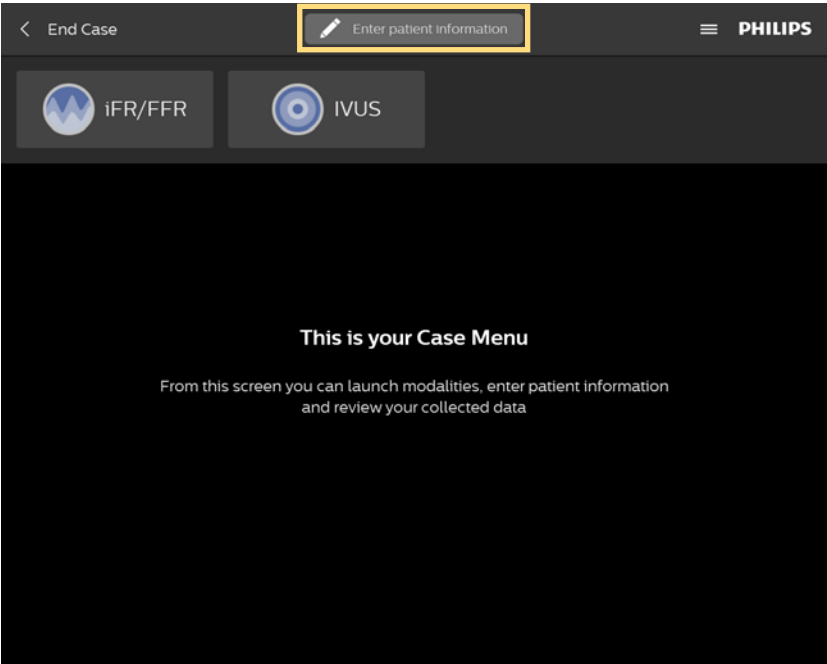 End Case
Enter patient information
PHILIPS
iFR/FFR
IVUS
This is your Case Menu
From this screen you can launch modalities, enter patient information
and review your collected data